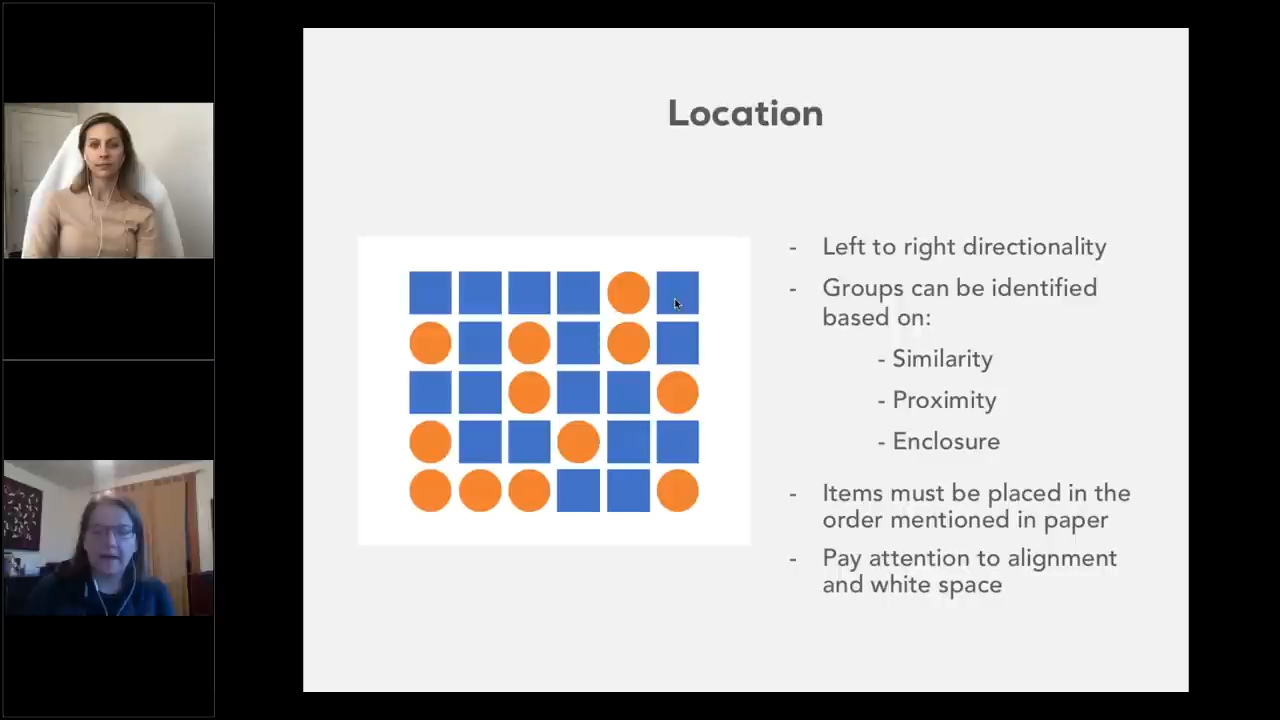 Location
- Left to right directionality
- Groups can be identified
based on:
- Similarity
- Proximity
- Enclosure
- Items must be placed in the
order mentioned in paper
- Pay attention to alignment
and white space